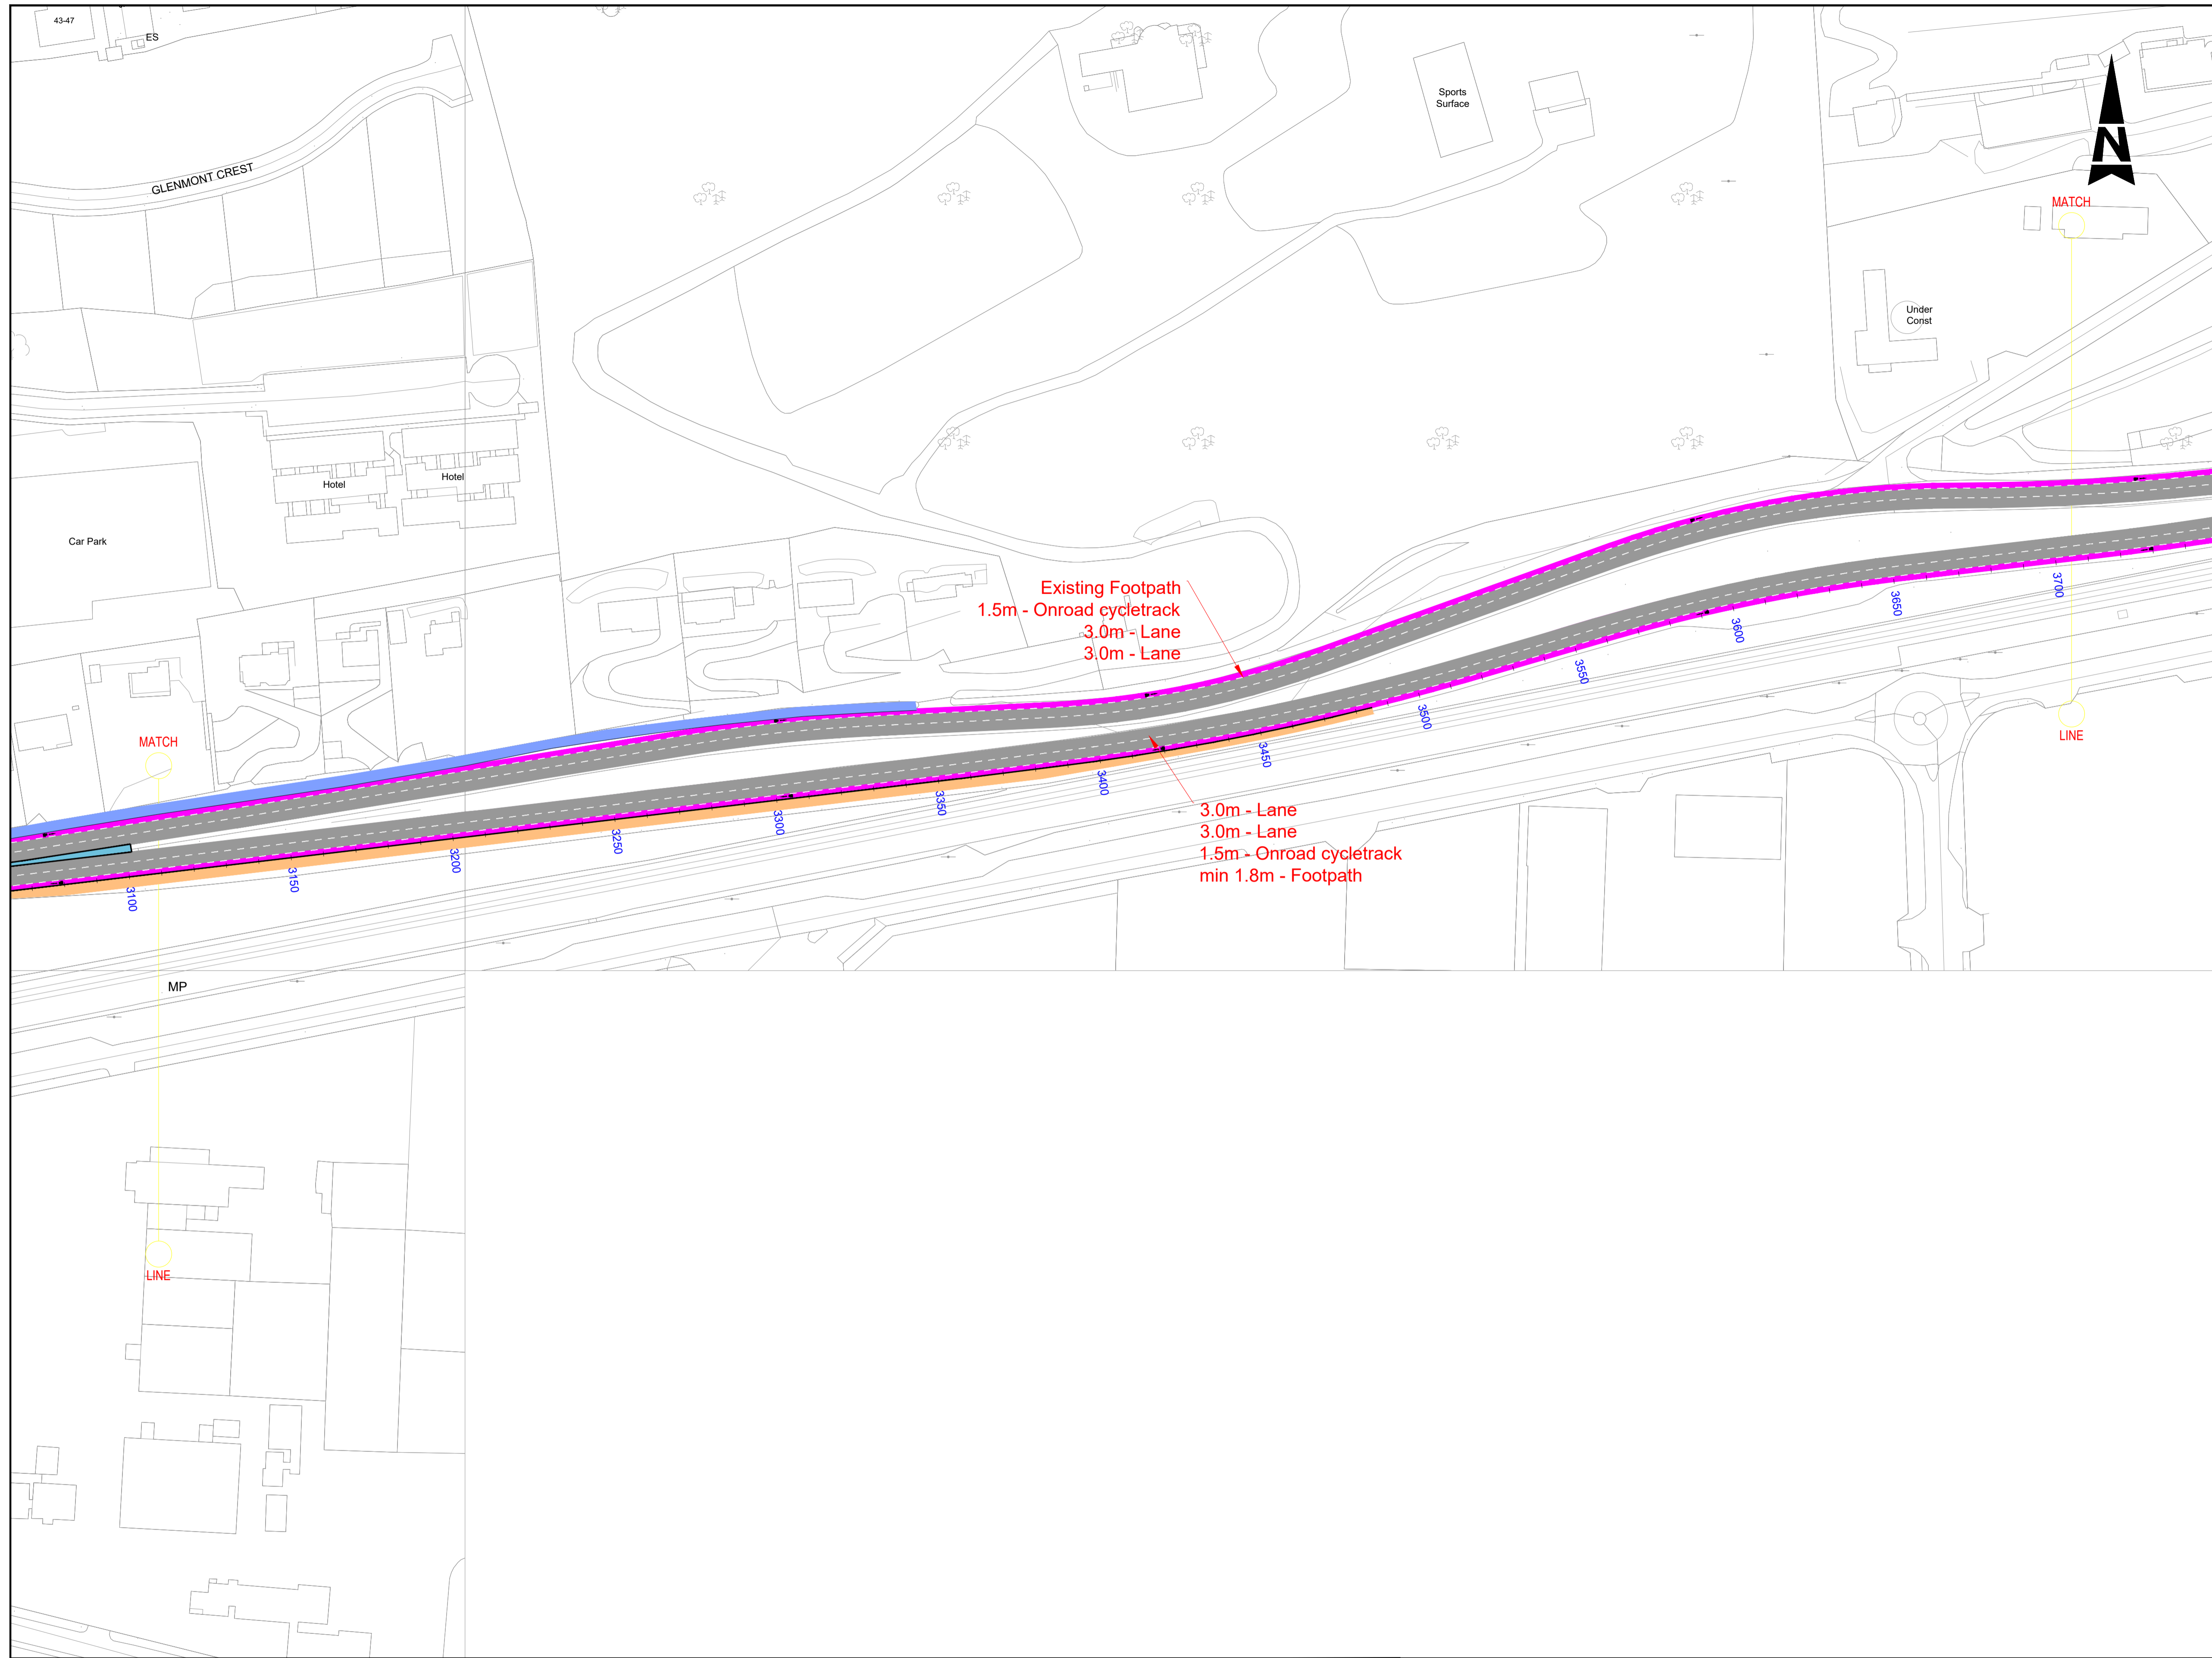 43-47
ES
GLENMONT CREST
Sports
Surface
N
MATCH
Under
Const
Hotel
Hotel
Car Park
Existing Footpath
1.5m - Onroad cycletrack
3.0m - Lane
3.0m - Lane
MATCH
LINE
3.0m - Lane
3.0m - Lane
1.5m - Onroad cycletrack
min 1.8m - Footpath
3100
3150
3200
3250
3300
3350
3400
3450
3500
3550
3600
3650
3700
MP
LINE